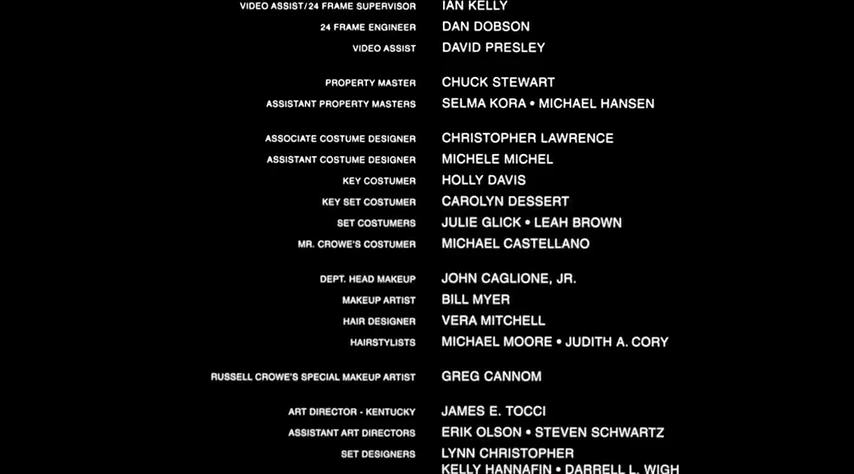 VIDEO ASSIST/24 FRAME SUPERVISOR IAN KELLY
24 FRAME ENGINEER DAN DOBSON
VIDEO ASSIST DAVID PRESLEY
PROPERTY MASTER CHUCK STEWART
ASSISTANT PROPERTY MASTERS SELMA KORA • MICHAEL HANSEN
ASSOCIATE COSTUME DESIGNER CHRISTOPHER LAWRENCE
ASSISTANT COSTUME DESIGNER MICHELE MICHEL
KEY COSTUMER HOLLY DAVIS
KEY SET COSTUMER CAROLYN DESSERT
SET COSTUMERS JULIE GLICK • LEAH BROWN
MR. CROWE'S COSTUMER MICHAEL CASTELLANO
DEPT. HEAD MAKEUP JOHN CAGLIONE, JR.
MAKEUP ARTIST BILL MYER
HAIR DESIGNER VERA MITCHELL
HAIRSTYLISTS MICHAEL MOORE • JUDITH A. CORY
RUSSELL CROWE'S SPECIAL MAKEUP ARTIST GREG CANNOM
ART DIRECTOR - KENTUCKY JAMES E. TOCCI
ASSISTANT ART DIRECTORS ERIK OLSON • STEVEN SCHWARTZ
SET DESIGNERS LYNN CHRISTOPHER
KELLY HANNAFIN • DARRELL L. WIGH